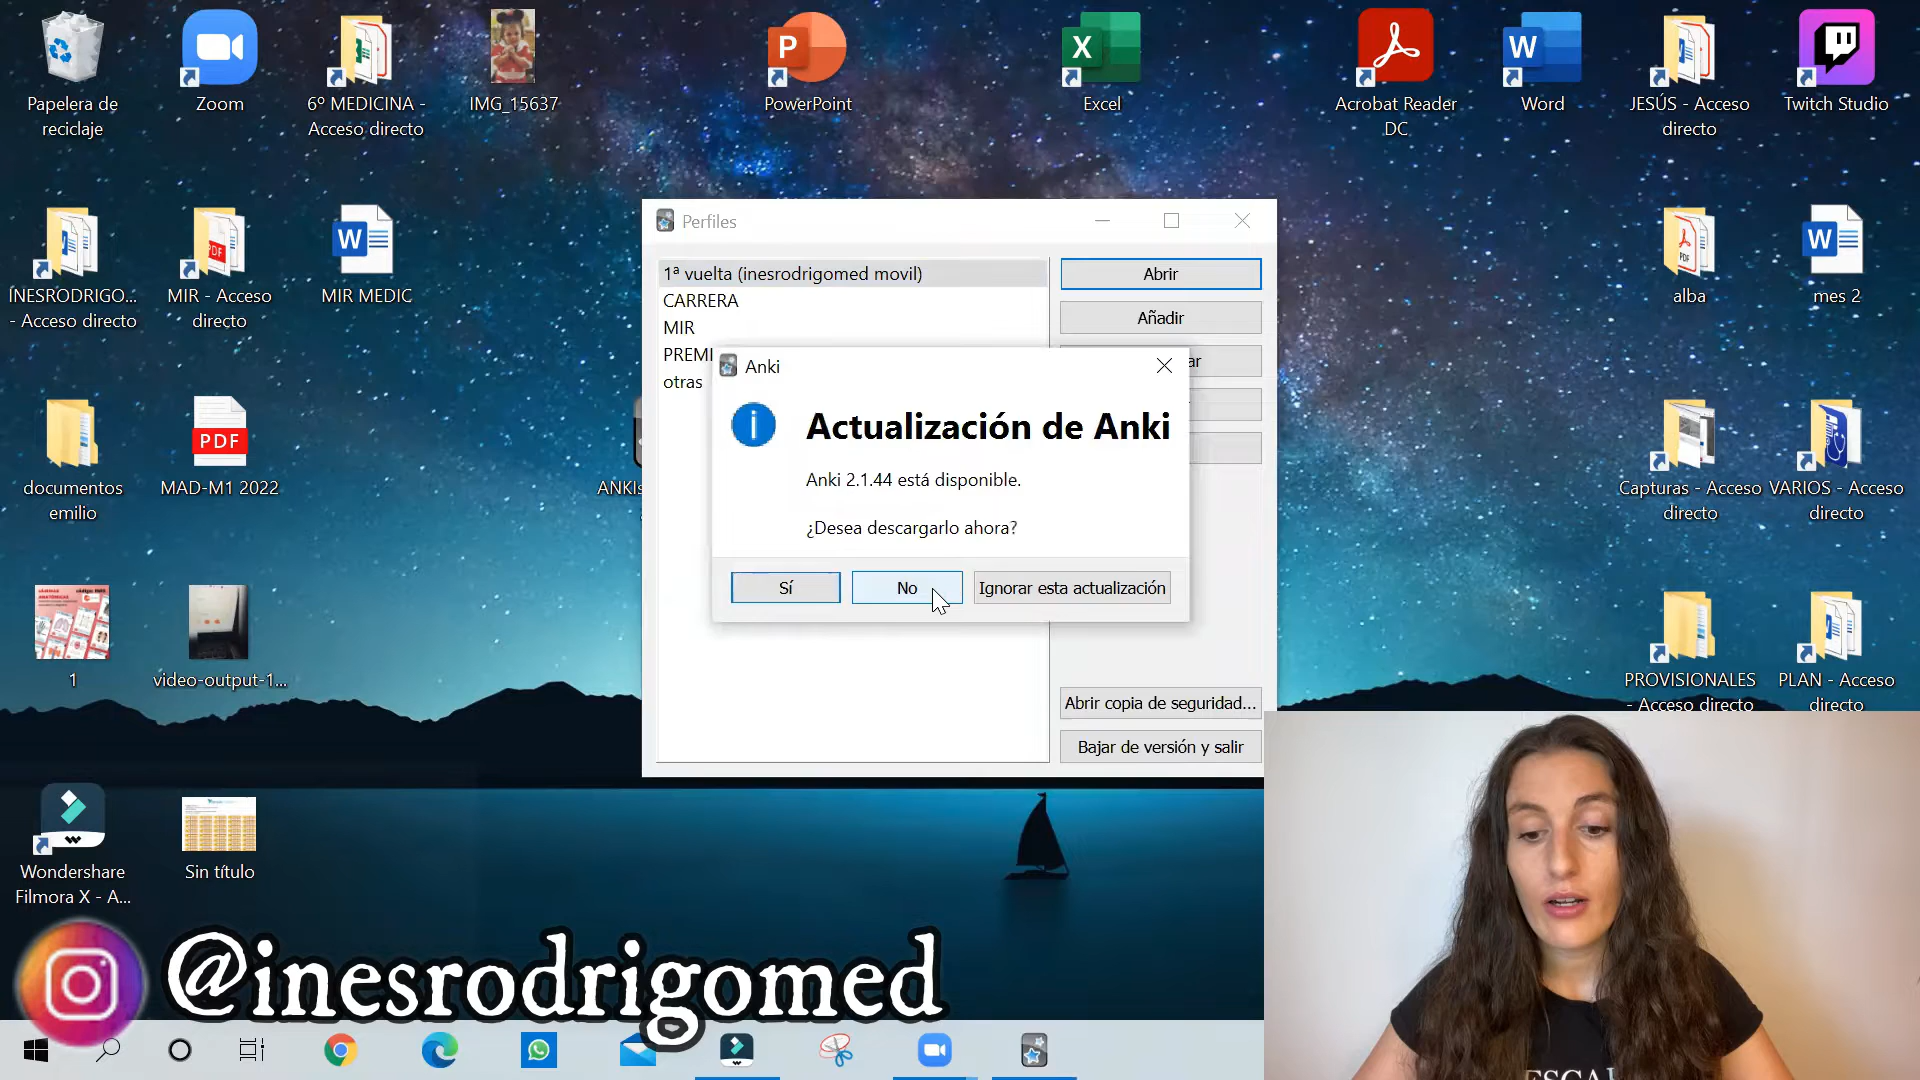 Papelera de
reciclaje
Zoom
6º MEDICINA -
Acceso directo
IMG_15637
PowerPoint
Excel
Acrobat Reader
DC
Word
JESÚS - Acceso
directo
Twitch Studio
INESRODRIGO...
- Acceso directo
MIR - Acceso
directo
MIR MEDIC
alba
mes 2
Perfiles
1ª vuelta (inesrodrigomed movil)
CARRERA
MIR
PREMI
otras
Abrir
Añadir
ar
Anki
Actualización de Anki
Anki 2.1.44 está disponible.
¿Desea descargarlo ahora?
Sí
No
Ignorar esta actualización
Abrir copia de seguridad...
Bajar de versión y salir
documentos
emilio
PDF
MAD-M1 2022
ANKIs
Capturas - Acceso
directo
VARIOS - Acceso
directo
1
video-output-1...
PROVISIONALES
- Acceso directo
PLAN - Acceso
directo
Wondershare
Filmora X - A...
Sin título
@inesrodrigomed